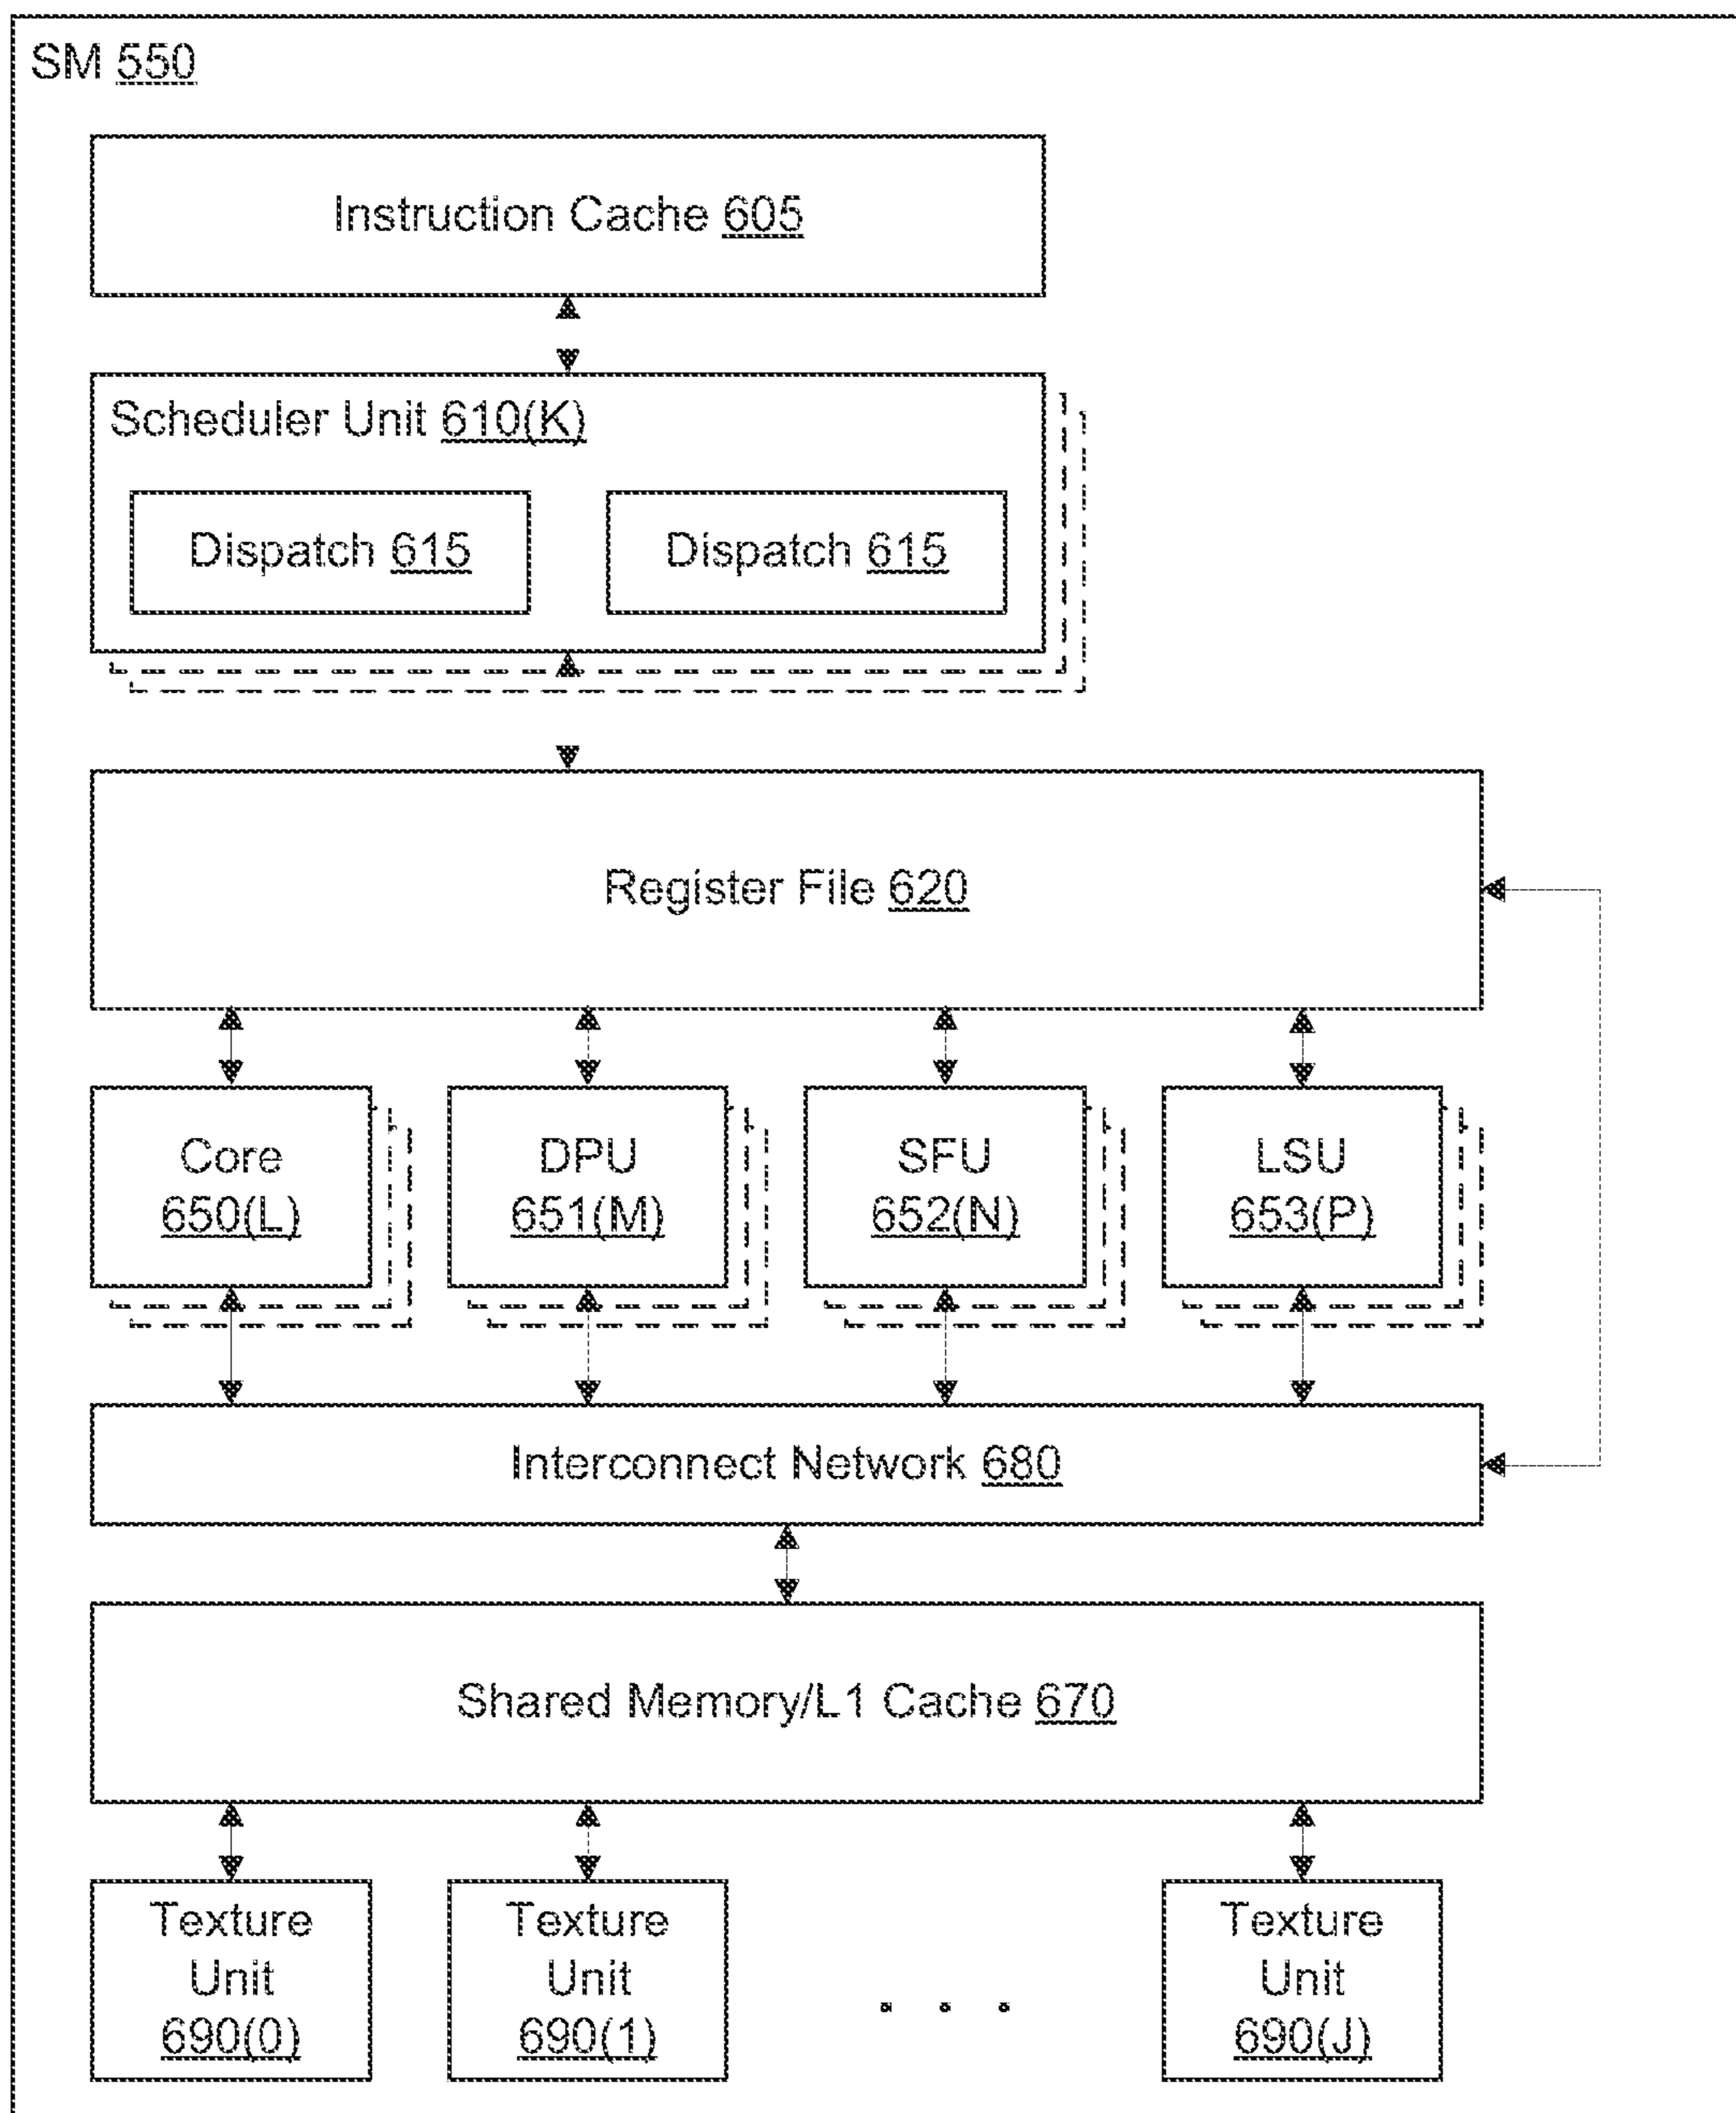 SM 550
Instruction Cache 605
Scheduler Unit 610(K)
Dispatch 615 Dispatch 615
Register File 620
Core DPU SFU LSU
650(L) 651(M) 652(N) 653(P)
Interconnect Network 680
Shared Memory/L1 Cache 670
Texture Texture Texture
Unit Unit . . . Unit
690(0) 690(1) 690(J)